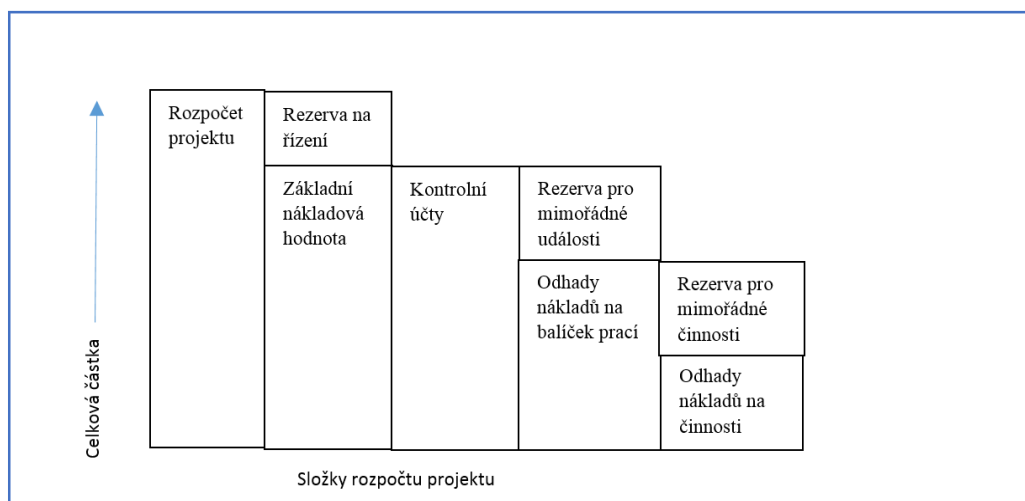 Rozpočet
projektu
Rezerva na
řízení
Základní
nákladová
hodnota
Kontrolní
účty
Rezerva pro
mimořádné
události
Odhady
nákladů na
balíček prací
Rezerva pro
mimořádné
činnosti
Odhady
nákladů na
činnosti
Celková částka
Složky rozpočtu projektu